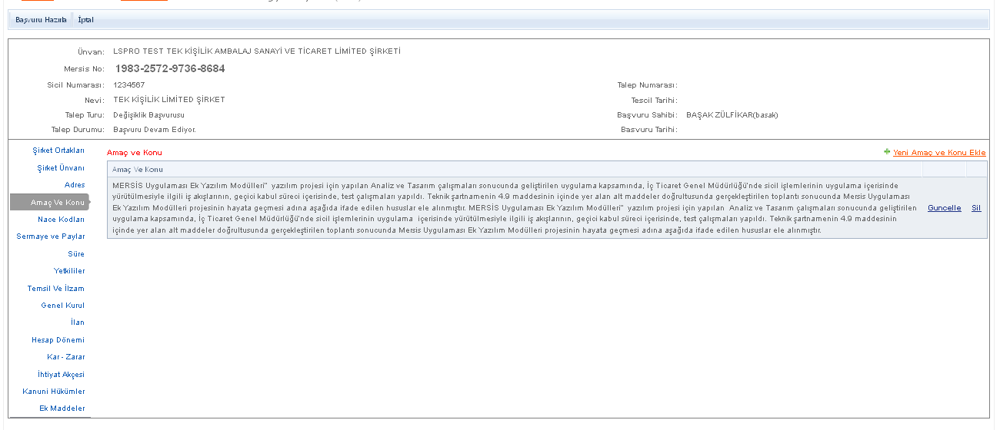 Başvuru Hazırla İptal
Ünvan: LSPRO TEST TEK KİŞİLİK AMBALAJ SANAYİ VE TİCARET LİMİTED ŞİRKETİ
Mersis No: 1983-2572-9736-8684
Sicil Numarası: 1234567 Talep Numarası:
Nevi: TEK KİŞİLİK LİMİTED ŞİRKET Tescil Tarihi:
Talep Turu: Değişiklik Başvurusu Başvuru Sahibi: BAŞAK ZÜLFİKAR(basak)
Talep Durumu: Başvuru Devam Ediyor. Basvuru Tarihi:
Şirket Ortakları
Şirket Ünvanı
Adres
Amaç Ve Konu
Nace Kodları
Sermaye ve Paylar
Süre
Yetkililer
Temsil Ve İlzam
Genel Kurul
İlan
Hesap Dönemi
Kar - Zarar
İhtiyat Akçesi
Kanuni Hükümler
Ek Maddeler
Amaç ve Konu Yeni Amaç ve Konu Ekle
Amaç Ve Konu
MERSİS Uygulaması Ek Yazılım Modülleri" yazılım projesi için yapılan Analiz ve Tasarım çalışmaları sonucunda geliştirilen uygulama kapsamında, İç Ticaret Genel Müdürlüğü'nde sicil işlemlerinin uygulama içerisinde
yürütülmesiyle ilgili iş akışlarının, geçici kabul süreci içerisinde, test çalışmaları yapıldı. Teknik şartnamenin 4.9 maddesinin içinde yer alan alt maddeler doğrultusunda gerçekleştirilen toplantı sonucunda Mersis Uygulaması
Ek Yazılım Modülleri projesinin hayata geçmesi adına aşağıda ifade edilen hususlar ele alınmıştır. MERSİS Uygulaması Ek Yazılım Modülleri" yazılım projesi için yapılan Analiz ve Tasarım çalışmaları sonucunda geliştirilen
uygulama kapsamında, İç Ticaret Genel Müdürlüğü'nde sicil işlemlerinin uygulama içerisinde yürütülmesiyle ilgili iş akışlarının, geçici kabul süreci içerisinde, test çalışmaları yapıldı. Teknik şartnamenin 4.9 maddesinin
içinde yer alan alt maddeler doğrultusunda gerçekleştirilen toplantı sonucunda Mersis Uygulaması Ek Yazılım Modülleri projesinin hayata geçmesi adına aşağıda ifade edilen hususlar ele alınmıştır.
Guncelle Sil